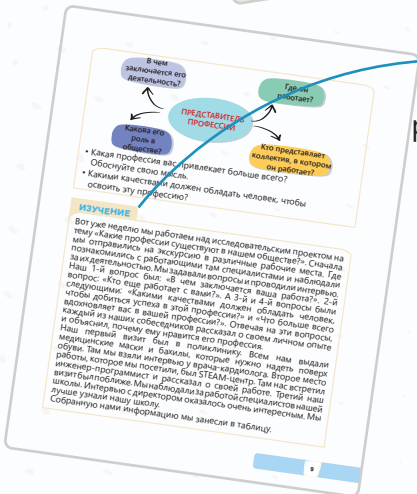 В чем
заключается его
деятельность?
Где он
работает?
ПРЕДСТАВИТЕЛЬ
ПРОФЕССИИ
Какова его
роль в
обществе?
Кто представляет
коллектив, в котором
он работает?
• Какая профессия вас привлекает больше всего?
Обоснуйте свою мысль.
• Какими качествами должен обладать человек, чтобы
освоить эту профессию?
ИЗУЧЕНИЕ
Вот уже неделю мы работаем над исследовательским проектом на
тему «Какие профессии существуют в нашем обществе?». Сначала
мы отправились на экскурсию в различные рабочие места. Где
познакомились с работающими там специалистами и наблюдали
за их деятельностью. Мы задавали вопросы и проводили интервью.
Наш 1-й вопрос был: «В чем заключается ваша работа?». 2-й
вопрос: «Кто еще работает с вами?». А 3-й и 4-й вопросы были
следующими: «Какими качествами должен обладать человек,
чтобы добиться успеха в этой профессии?» и «Что больше всего
вдохновляет вас в вашей профессии?». Отвечая на эти вопросы,
каждый из наших собеседников рассказал о своем личном опыте
и объяснил, почему ему нравится его профессия.
Наш первый визит был в поликлинику. Всем нам выдали
медицинские маски и бахилы, которые нужно надеть поверх
обуви. Там мы взяли интервью у врача-кардиолога. Второе место
работы, которое мы посетили, был STEAM-центр. Там нас встретил
инженер-программист и рассказал о своей работе. Третий наш
визит был поближе. Мы наблюдали за работой специалистов нашей
школы. Интервью с директором оказалось очень интересным. Мы
лучше узнали нашу школу.
Собранную нами информацию мы занесли в таблицу.
9